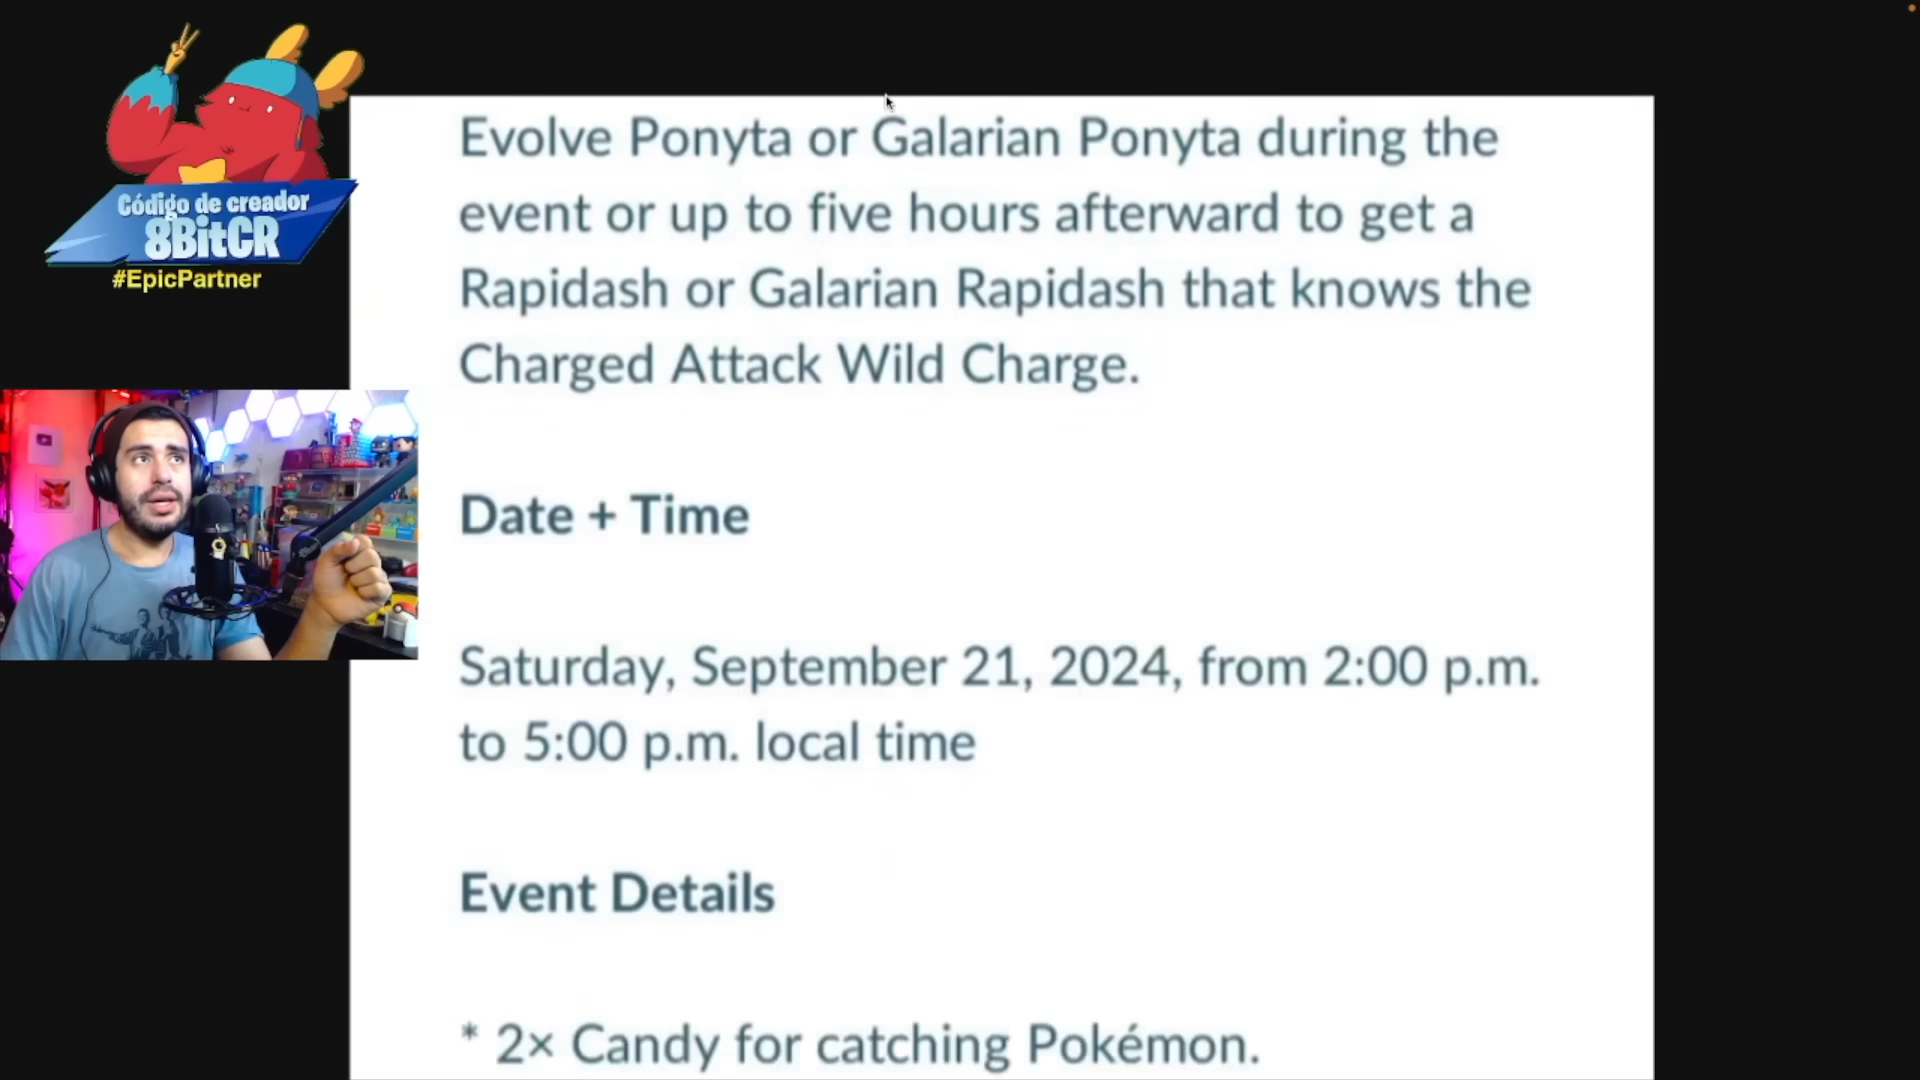 Código de creador
8BitCR
#EpicPartner
Evolve Ponyta or Galarian Ponyta during the
event or up to five hours afterward to get a
Rapidash or Galarian Rapidash that knows the
Charged Attack Wild Charge.
Date + Time
Saturday, September 21, 2024, from 2:00 p.m.
to 5:00 p.m. local time
Event Details
* 2× Candy for catching Pokémon.